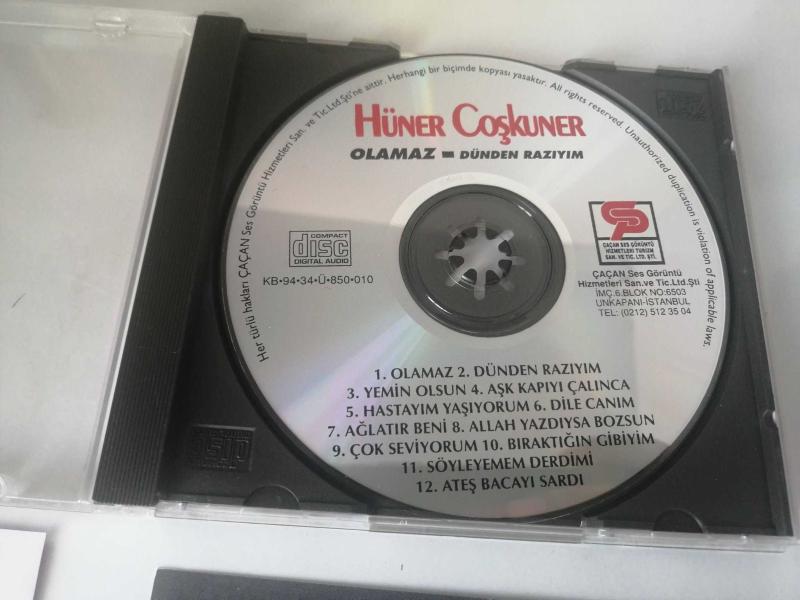 Her türlü hakları ÇAÇAN Ses Görüntü Hizmetleri San. ve Tic.Ltd.Şti'ne aittir. Herhangi bir biçimde kopyası yasaktır. All rights reserved. Unauthorized duplication is violation of applicable laws.
HÜNER COŞKUNER
OLAMAZ - DÜNDEN RAZIYIM
COMPACT
disc
DIGITAL AUDIO
KB•94•34•Ü•850•010
ÇAÇAN SES GÖRÜNTÜ
HİZMETLERİ TURİZM
SAN. VE TİC. LTD. ŞTİ.
ÇAÇAN Ses Görüntü
Hizmetleri San.ve Tic.Ltd.Şti
İMÇ.6.BLOK NO:6503
UNKAPANI-İSTANBUL
TEL: (0212) 512 35 04
1. OLAMAZ 2. DÜNDEN RAZIYIM
3. YEMİN OLSUN 4. AŞK KAPIYI ÇALINCA
5. HASTAYIM YAŞIYORUM 6. DİLE CANIM
7. AĞLATIR BENİ 8. ALLAH YAZDIYSA BOZSUN
9. ÇOK SEVİYORUM 10. BIRAKTIĞIN GİBİYİM
11. SÖYLEYEMEM DERDİMİ
12. ATEŞ BACAYI SARDI